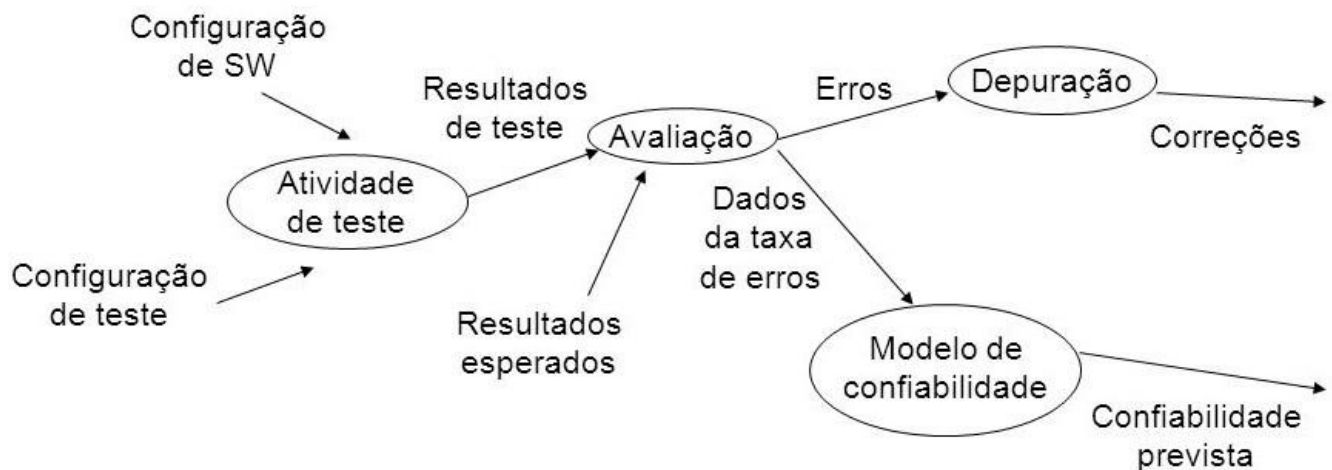 Configuração
de SW
Resultados
de teste
Erros
Depuração
Avaliação
Correções
Atividade
de teste
Dados
da taxa
de erros
Configuração
de teste
Resultados
esperados
Modelo de
confiabilidade
Confiabilidade
prevista